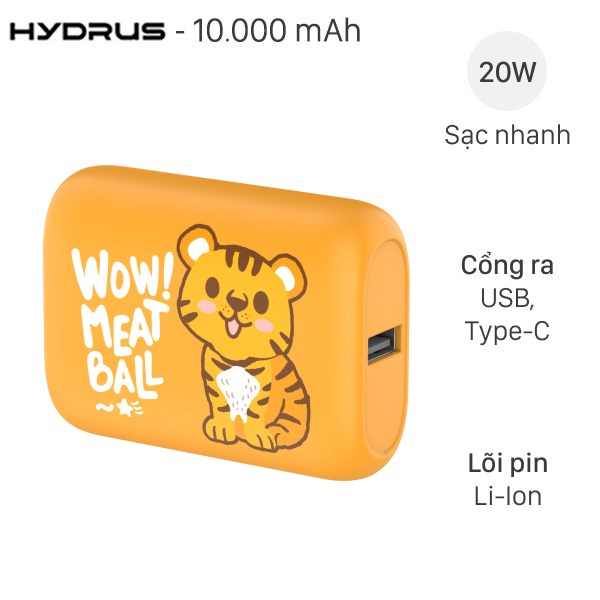 HYDRUS - 10.000 mAh
20W
Sạc nhanh
WOW!
MEAT
BALL
Cổng ra
USB,
Type-C
Lõi pin
Li-Ion